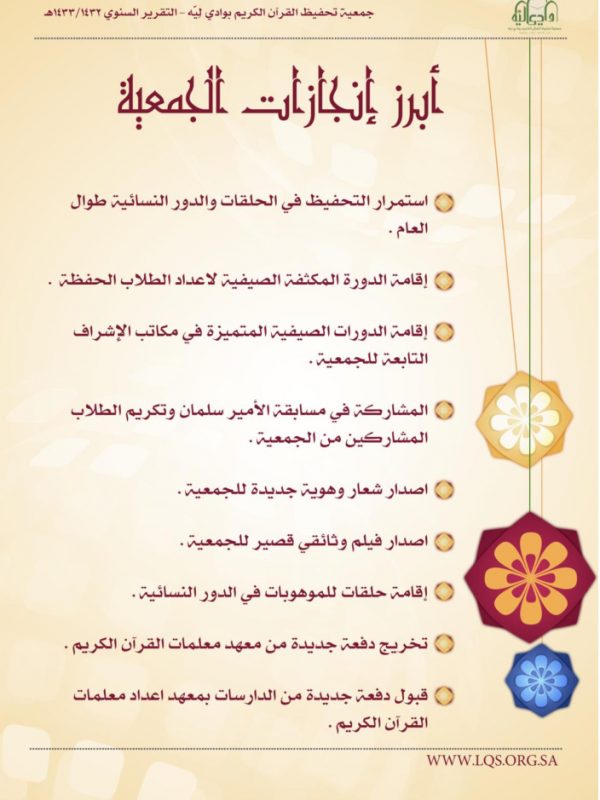 جمعية تحفيظ القرآن الكريم بوادي ليّه - التقرير السنوي ١٤٣٢/١٤٣٣هـ
وادي ليّه
أبرز إنجازات الجمعية
استمرار التحفيظ في الحلقات والدور النسائية طوال
العام .
إقامة الدورة المكثفة الصيفية لاعداد الطلاب الحفظة .
إقامة الدورات الصيفية المتميزة في مكاتب الإشراف
التابعة للجمعية .
المشاركة في مسابقة الأمير سلمان وتكريم الطلاب
المشاركين من الجمعية .
اصدار شعار وهوية جديدة للجمعية .
اصدار فيلم وثائقي قصير للجمعية .
إقامة حلقات للموهوبات في الدور النسائية .
تخريج دفعة جديدة من معهد معلمات القرآن الكريم .
قبول دفعة جديدة من الدارسات بمعهد اعداد معلمات
القرآن الكريم .
WWW.LQS.ORG.SA